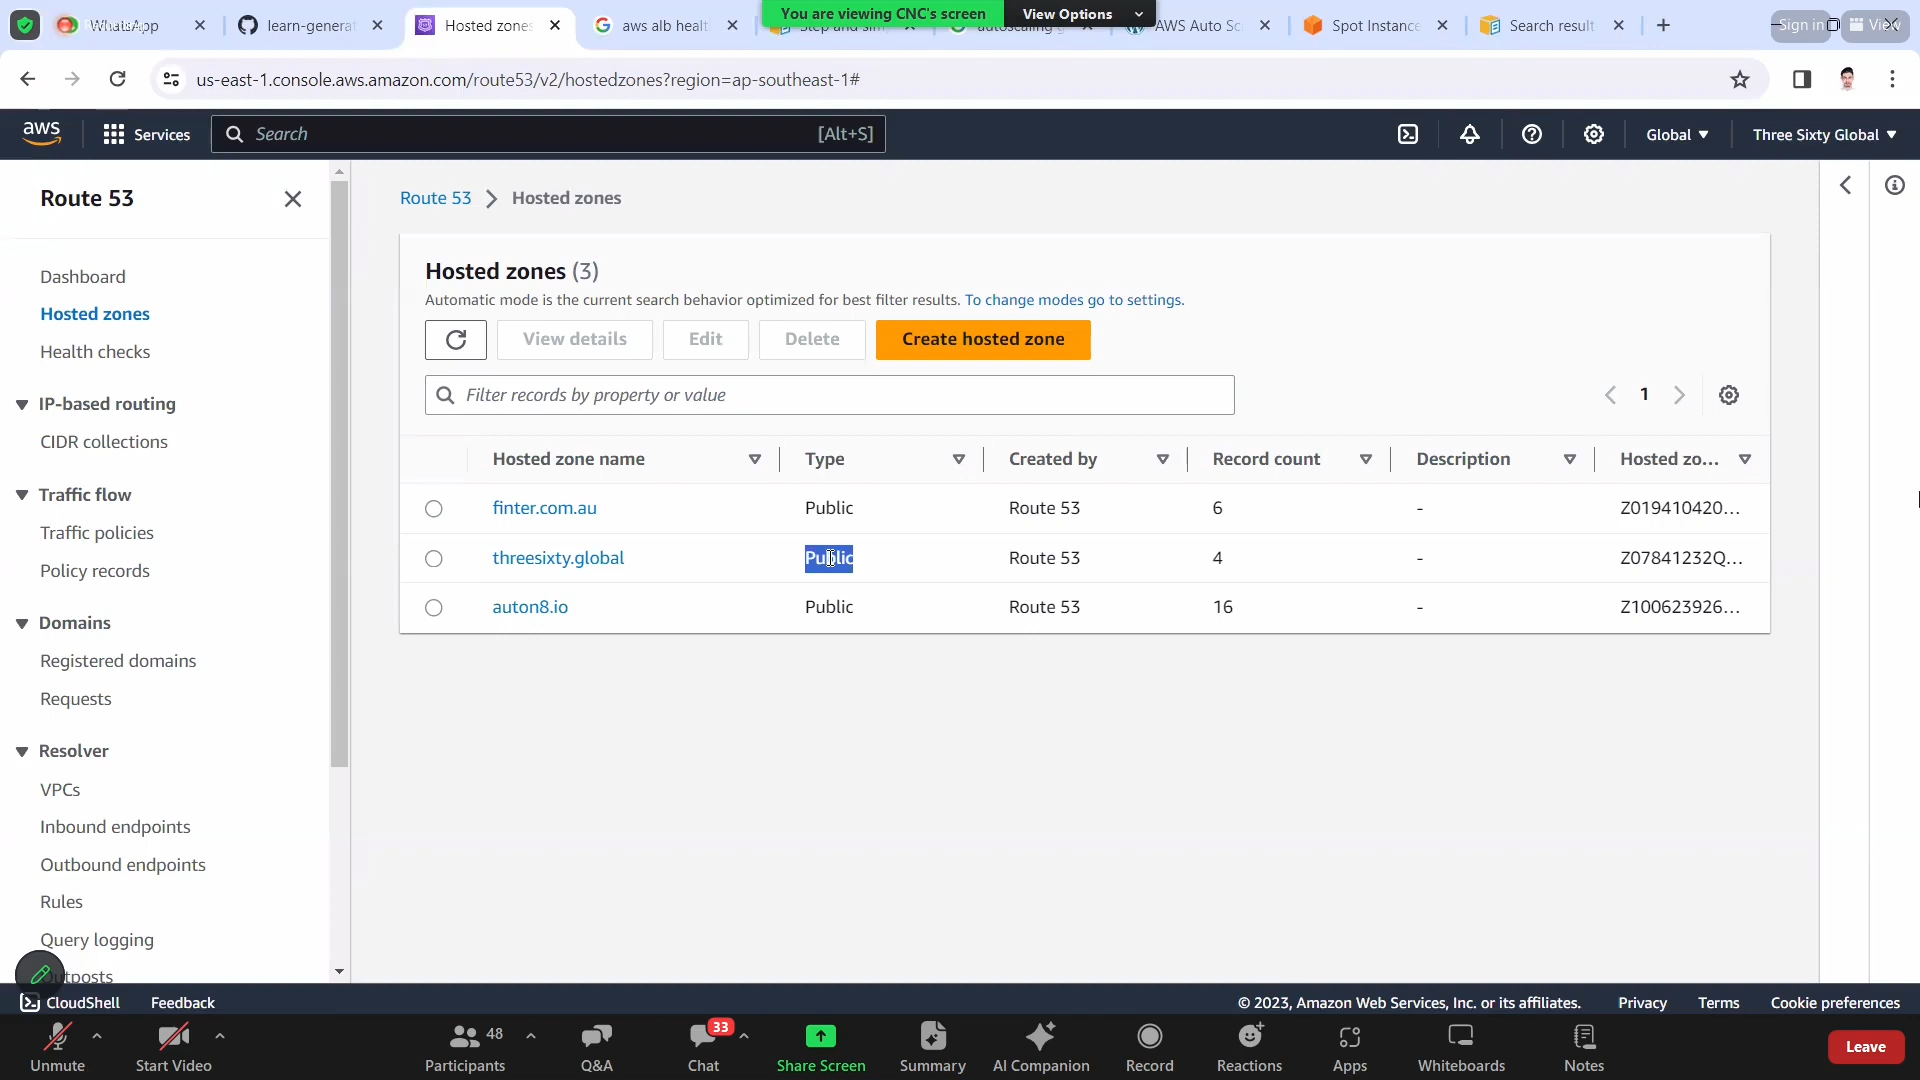 WhatsApp
learn-generat
Hosted zones
aws alb healt
You are viewing CNC's screen
View Options
Step and sim
autoscaling g
AWS Auto Sc
Spot Instance
Search result
Sign in
View
us-east-1.console.aws.amazon.com/route53/v2/hostedzones?region=ap-southeast-1#
aws
Services
Search
[Alt+S]
Global
Three Sixty Global
Route 53
Dashboard
Hosted zones
Health checks
IP-based routing
CIDR collections
Traffic flow
Traffic policies
Policy records
Domains
Registered domains
Requests
Resolver
VPCs
Inbound endpoints
Outbound endpoints
Rules
Query logging
Route 53 > Hosted zones
Hosted zones (3)
Automatic mode is the current search behavior optimized for best filter results. To change modes go to settings.
View details
Edit
Delete
Create hosted zone
Filter records by property or value
1
Hosted zone name Type Created by Record count Description Hosted zo...
finter.com.au Public Route 53 6 - Z019410420...
threesixty.global Public Route 53 4 - Z07841232Q...
auton8.io Public Route 53 16 - Z100623926...
CloudShell
Feedback
© 2023, Amazon Web Services, Inc. or its affiliates.
Privacy
Terms
Cookie preferences
Unmute
Start Video
48
Participants
Q&A
33
Chat
Share Screen
Summary
AI Companion
Record
Reactions
Apps
Whiteboards
Notes
Leave